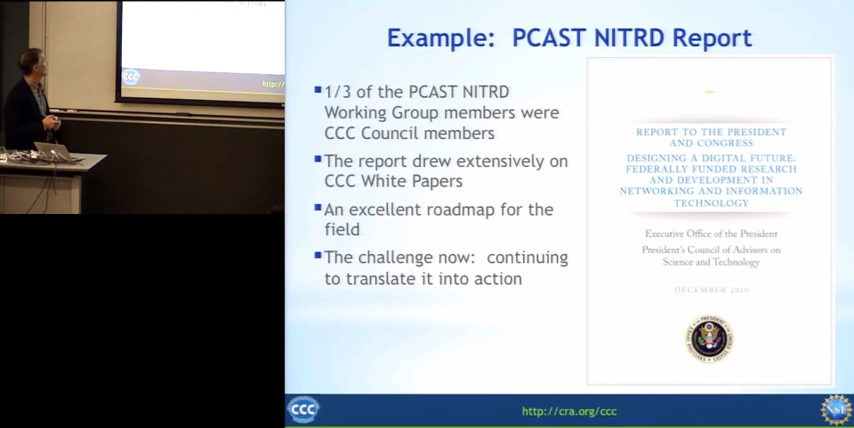 CCC
http://
Example: PCAST NITRD Report
1/3 of the PCAST NITRD
Working Group members were
CCC Council members
The report drew extensively on
CCC White Papers
An excellent roadmap for the
field
The challenge now: continuing
to translate it into action
REPORT TO THE PRESIDENT
AND CONGRESS
DESIGNING A DIGITAL FUTURE:
FEDERALLY FUNDED RESEARCH
AND DEVELOPMENT IN
NETWORKING AND INFORMATION
TECHNOLOGY
Executive Office of the President
President's Council of Advisors on
Science and Technology
DECEMBER 2010
CCC
http://cra.org/ccc
NSF